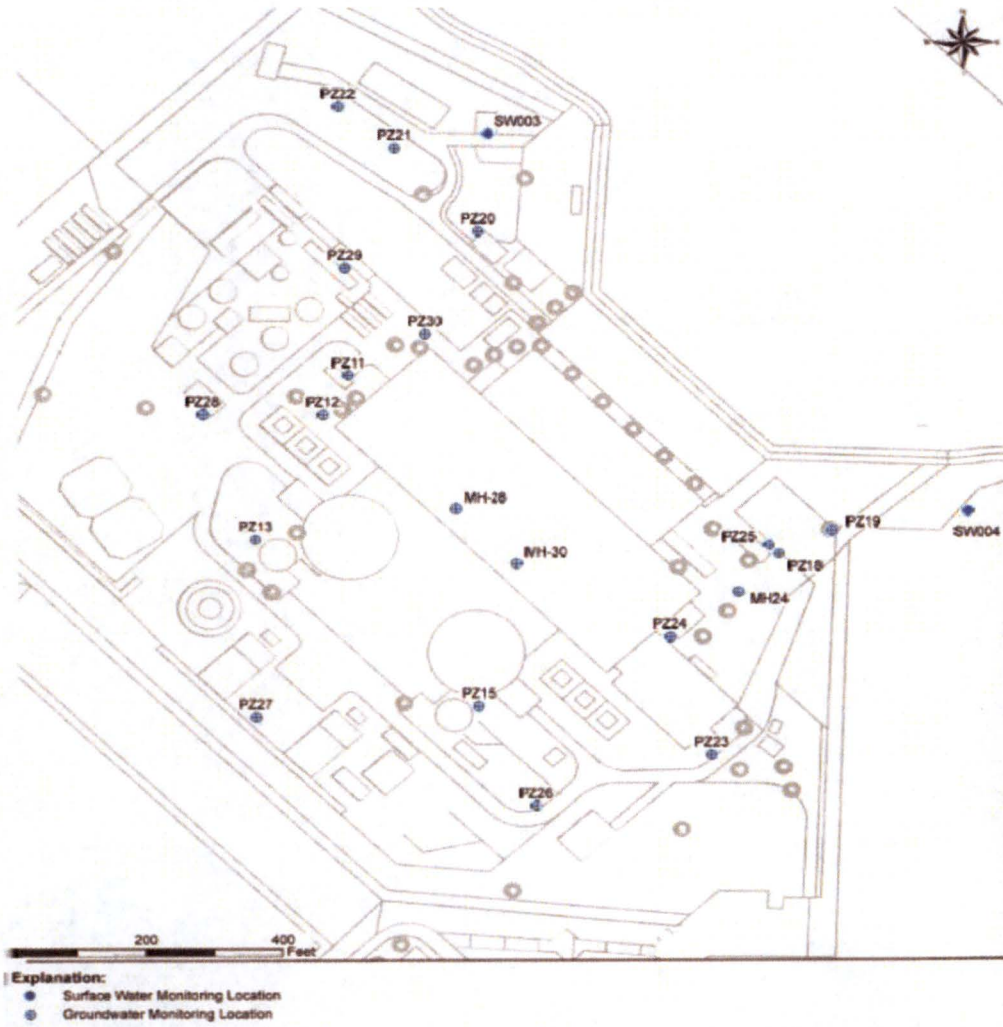 PZ22
SW003
PZ21
PZ20
PZ29
PZ30
PZ11
PZ28
PZ12
MH-28
PZ13
PZ19
SW004
PZ25
MH-30
PZ18
MH24
PZ24
PZ15
PZ27
PZ23
PZ26
200 400
Feet
Explanation:
Surface Water Monitoring Location
Groundwater Monitoring Location